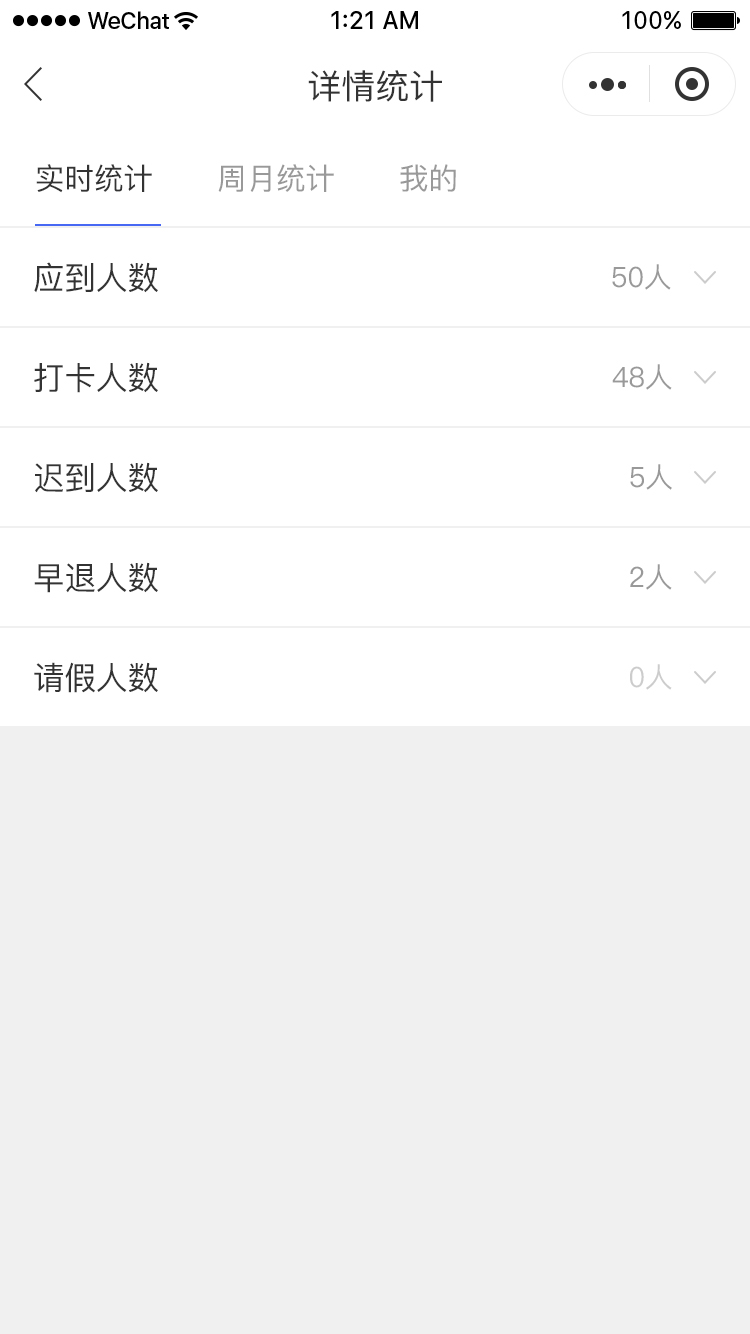 WeChat 1:21 AM 100%
详情统计
实时统计 周月统计 我的
应到人数 50人
打卡人数 48人
迟到人数 5人
早退人数 2人
请假人数 0人